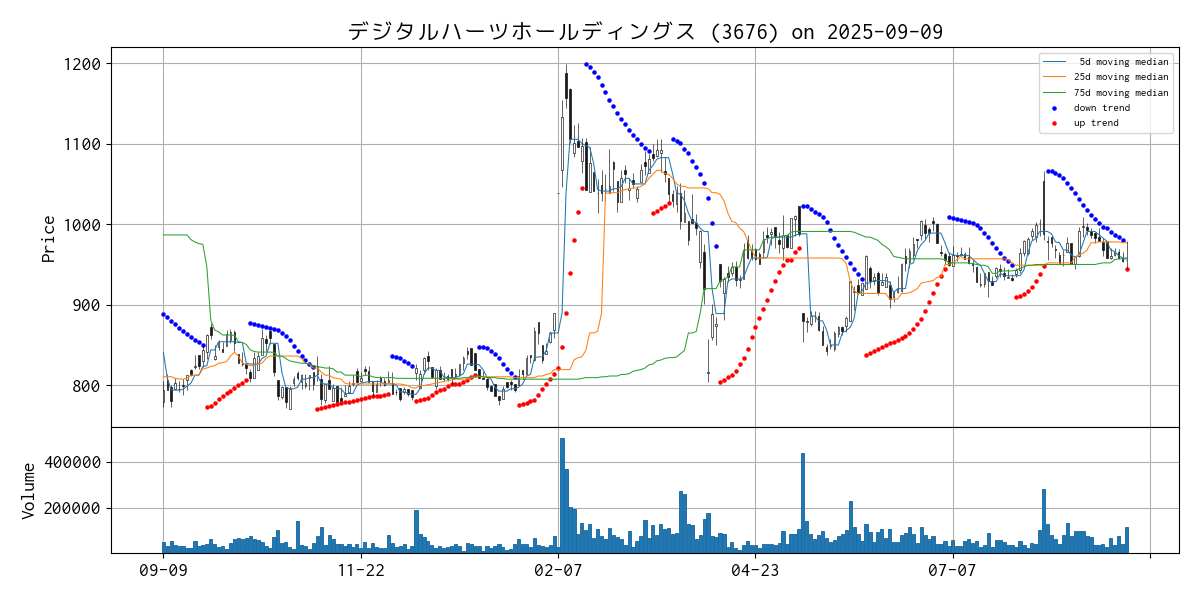 デジタルハーツホールディングス (3676) on 2025-09-09
1200
1100
1000
900
800
Price
5d moving median
25d moving median
75d moving median
down trend
up trend
400000
200000
Volume
09-09
11-22
02-07
04-23
07-07